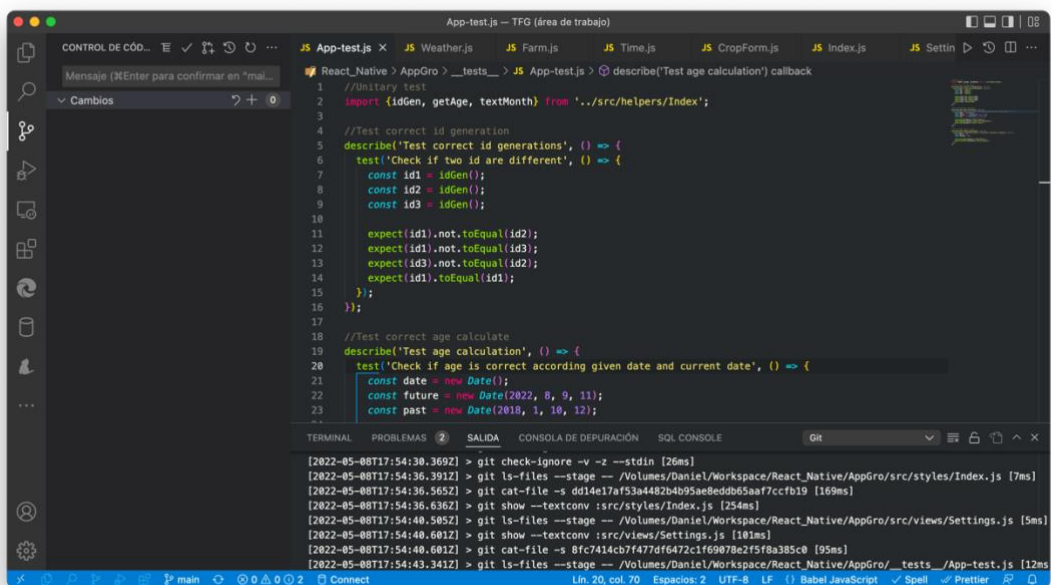 App-test.js — TFG (área de trabajo)
CONTROL DE CÓD...
JS App-test.js × JS Weather.js JS Farm.js JS Time.js JS CropForm.js JS Index.js JS Settin
Mensaje (⌘Enter para confirmar en "mai...
React_Native > AppGro > __tests__ > JS App-test.js > describe('Test age calculation') callback
Cambios 0
1 //Unitary test
2 import {idGen, getAge, textMonth} from '../src/helpers/Index';
3
4 //Test correct id generation
5 describe('Test correct id generations', () => {
6 test('Check if two id are different', () => {
7 const id1 = idGen();
8 const id2 = idGen();
9 const id3 = idGen();
10
11 expect(id1).not.toEqual(id2);
12 expect(id1).not.toEqual(id3);
13 expect(id3).not.toEqual(id2);
14 expect(id1).toEqual(id1);
15 });
16 });
17
18 //Test correct age calculate
19 describe('Test age calculation', () => {
20 test('Check if age is correct according given date and current date', () => {
21 const date = new Date();
22 const future = new Date(2022, 8, 9, 11);
23 const past = new Date(2018, 1, 10, 12);
TERMINAL PROBLEMAS 2 SALIDA CONSOLA DE DEPURACIÓN SQL CONSOLE Git
[2022-05-08T17:54:30.369Z] > git check-ignore -v -z --stdin [26ms]
[2022-05-08T17:54:36.391Z] > git ls-files --stage -- /Volumes/Daniel/Workspace/React_Native/AppGro/src/styles/Index.js [7ms]
[2022-05-08T17:54:36.565Z] > git cat-file -s dd14e17af53a4482b4b95ae8eddb65aaf7ccfb19 [169ms]
[2022-05-08T17:54:36.636Z] > git show --textconv :src/styles/Index.js [254ms]
[2022-05-08T17:54:40.505Z] > git ls-files --stage -- /Volumes/Daniel/Workspace/React_Native/AppGro/src/views/Settings.js [5ms]
[2022-05-08T17:54:40.601Z] > git show --textconv :src/views/Settings.js [101ms]
[2022-05-08T17:54:40.601Z] > git cat-file -s 8fc7414cb7f477df6472c1f69078e2f5f8a385c0 [95ms]
[2022-05-08T17:54:43.341Z] > git ls-files --stage -- /Volumes/Daniel/Workspace/React_Native/AppGro/__tests__/App-test.js [12ms
main 0 0 2 Connect Lín. 20, col. 70 Espacios: 2 UTF-8 LF {} Babel JavaScript Spell Prettier